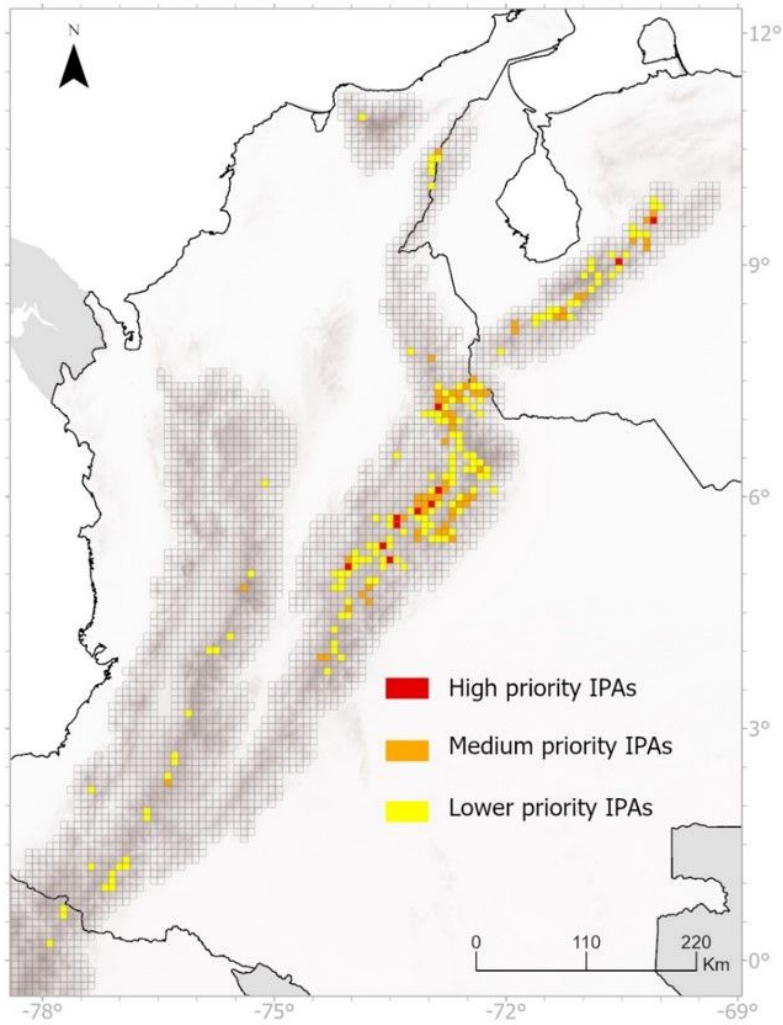 N
12°
9°
6°
High priority IPAs
Medium priority IPAs
3°
Lower priority IPAs
0 110 220
Km
0°
-78° -75° -72° -69°